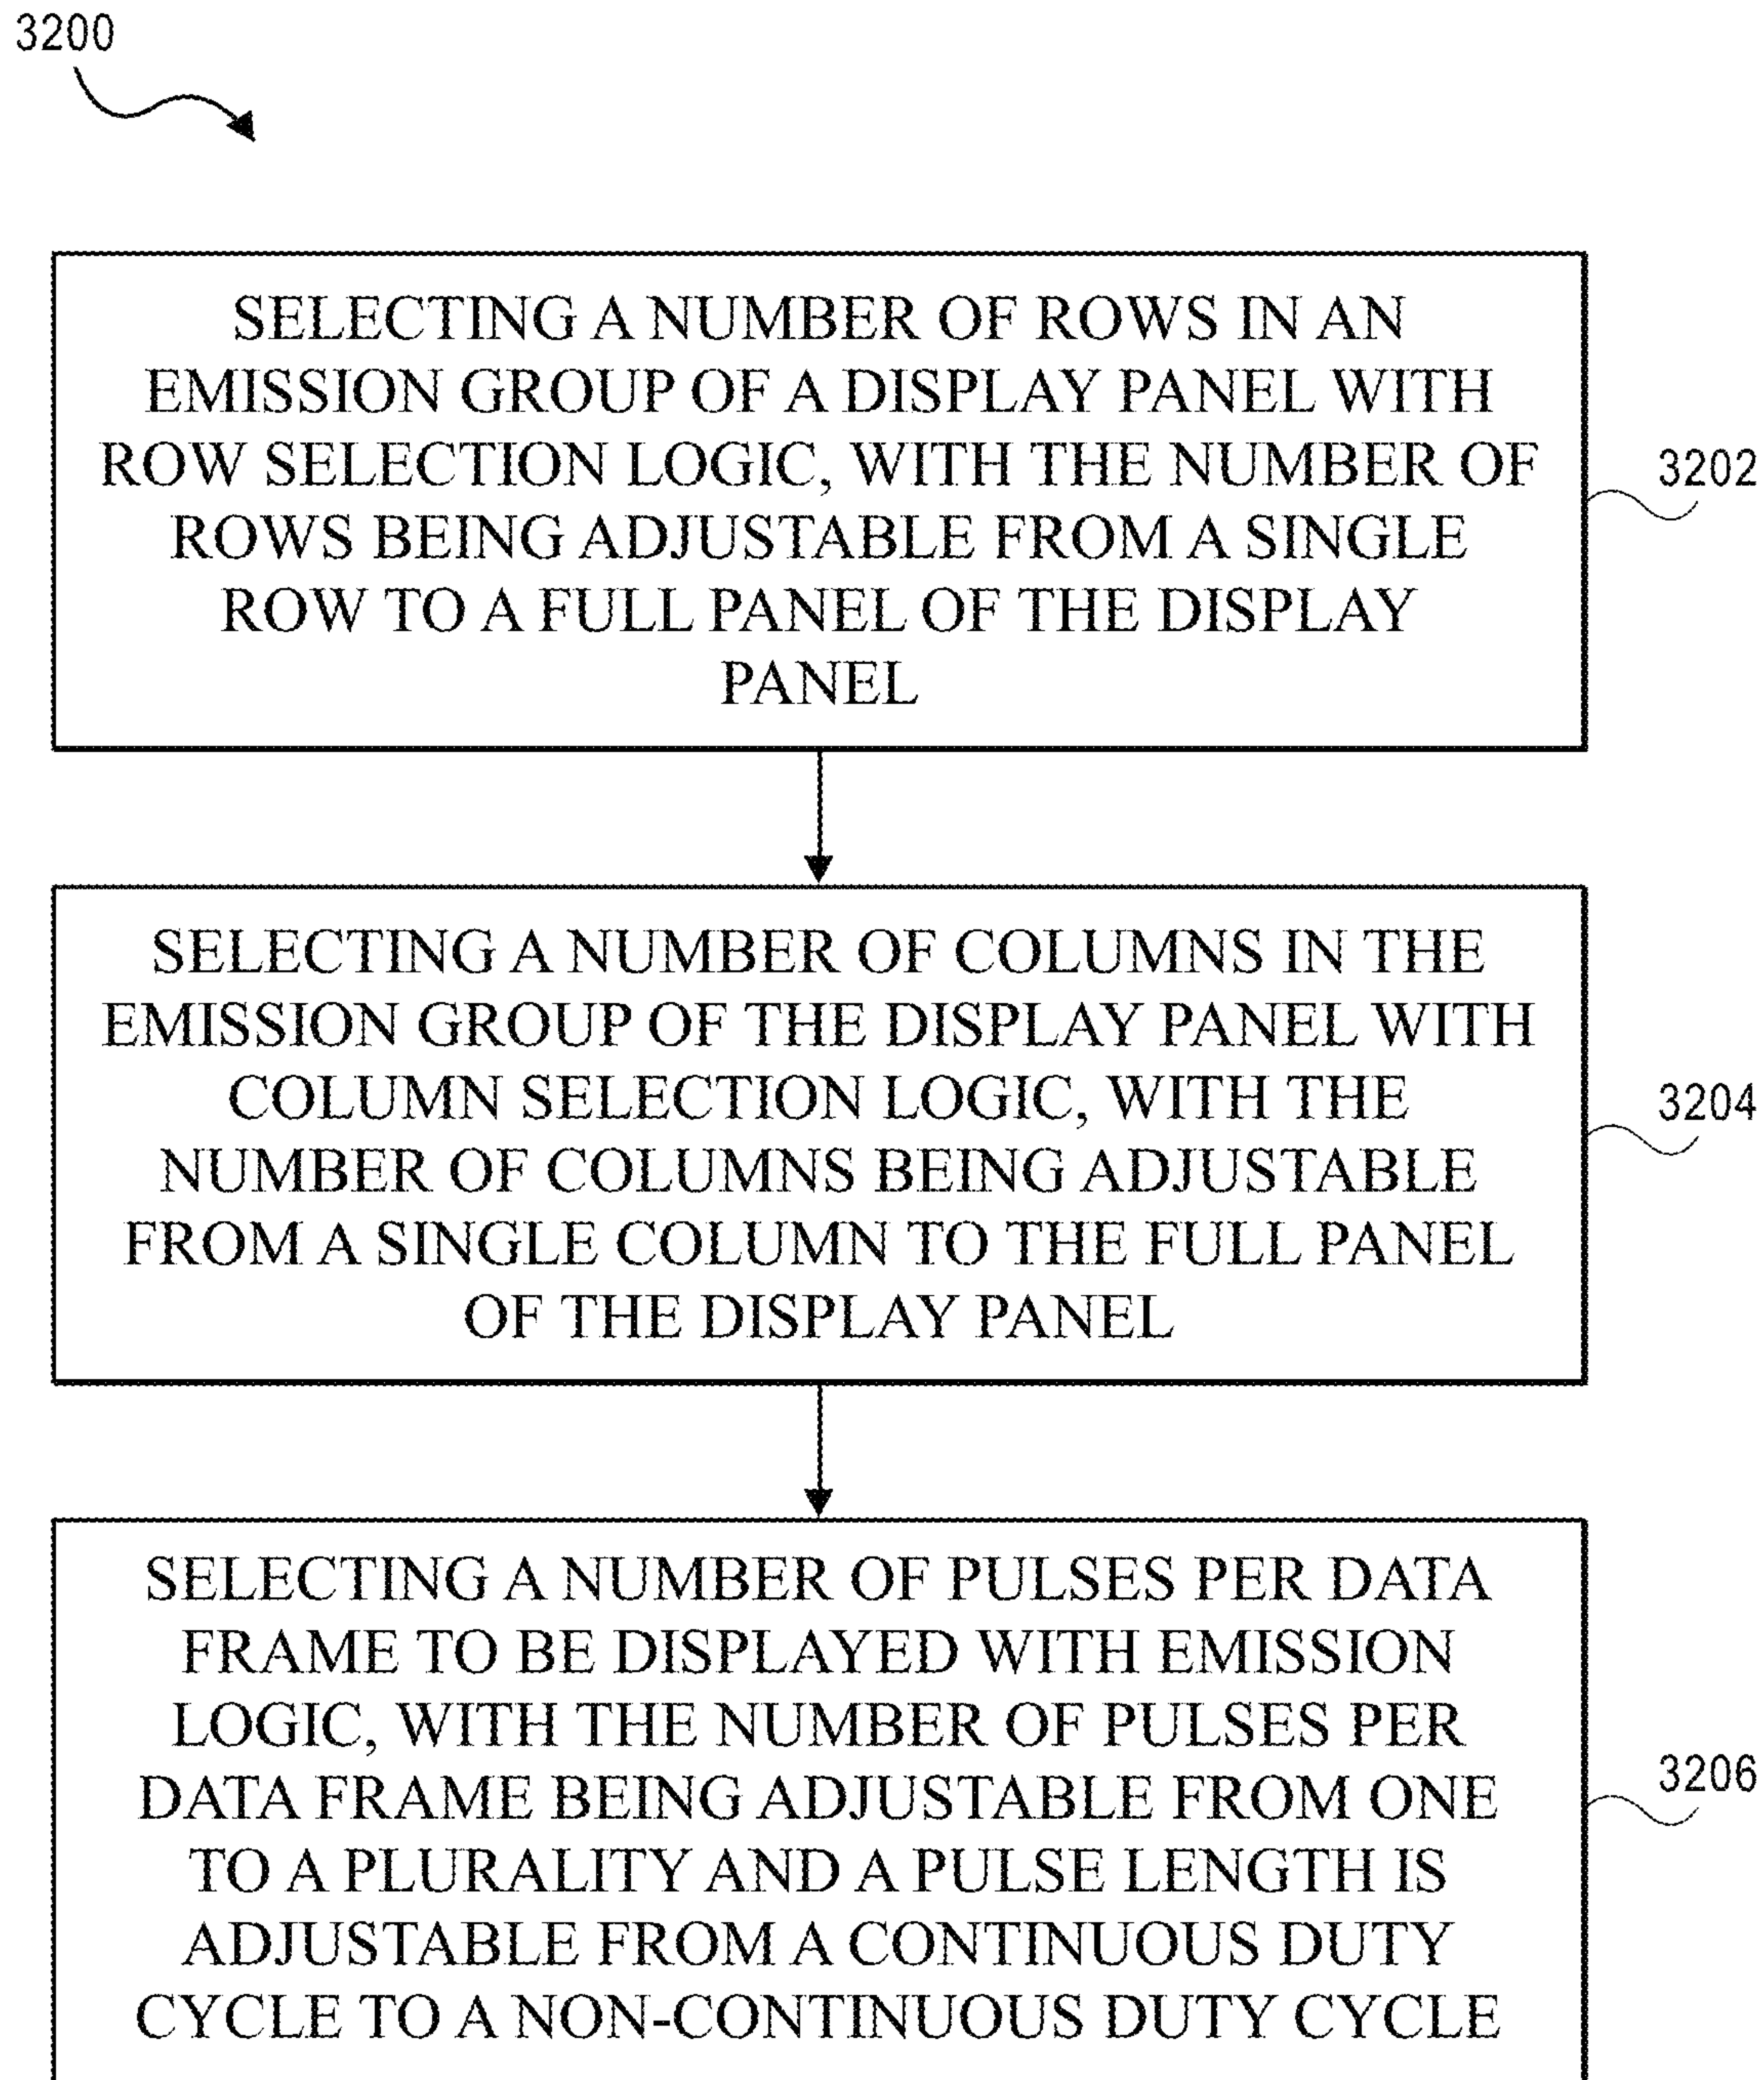 3200
SELECTING A NUMBER OF ROWS IN AN
EMISSION GROUP OF A DISPLAY PANEL WITH
ROW SELECTION LOGIC, WITH THE NUMBER OF
ROWS BEING ADJUSTABLE FROM A SINGLE
ROW TO A FULL PANEL OF THE DISPLAY
PANEL
3202
SELECTING A NUMBER OF COLUMNS IN THE
EMISSION GROUP OF THE DISPLAY PANEL WITH
COLUMN SELECTION LOGIC, WITH THE
NUMBER OF COLUMNS BEING ADJUSTABLE
FROM A SINGLE COLUMN TO THE FULL PANEL
OF THE DISPLAY PANEL
3204
SELECTING A NUMBER OF PULSES PER DATA
FRAME TO BE DISPLAYED WITH EMISSION
LOGIC, WITH THE NUMBER OF PULSES PER
DATA FRAME BEING ADJUSTABLE FROM ONE
TO A PLURALITY AND A PULSE LENGTH IS
ADJUSTABLE FROM A CONTINUOUS DUTY
CYCLE TO A NON-CONTINUOUS DUTY CYCLE
3206